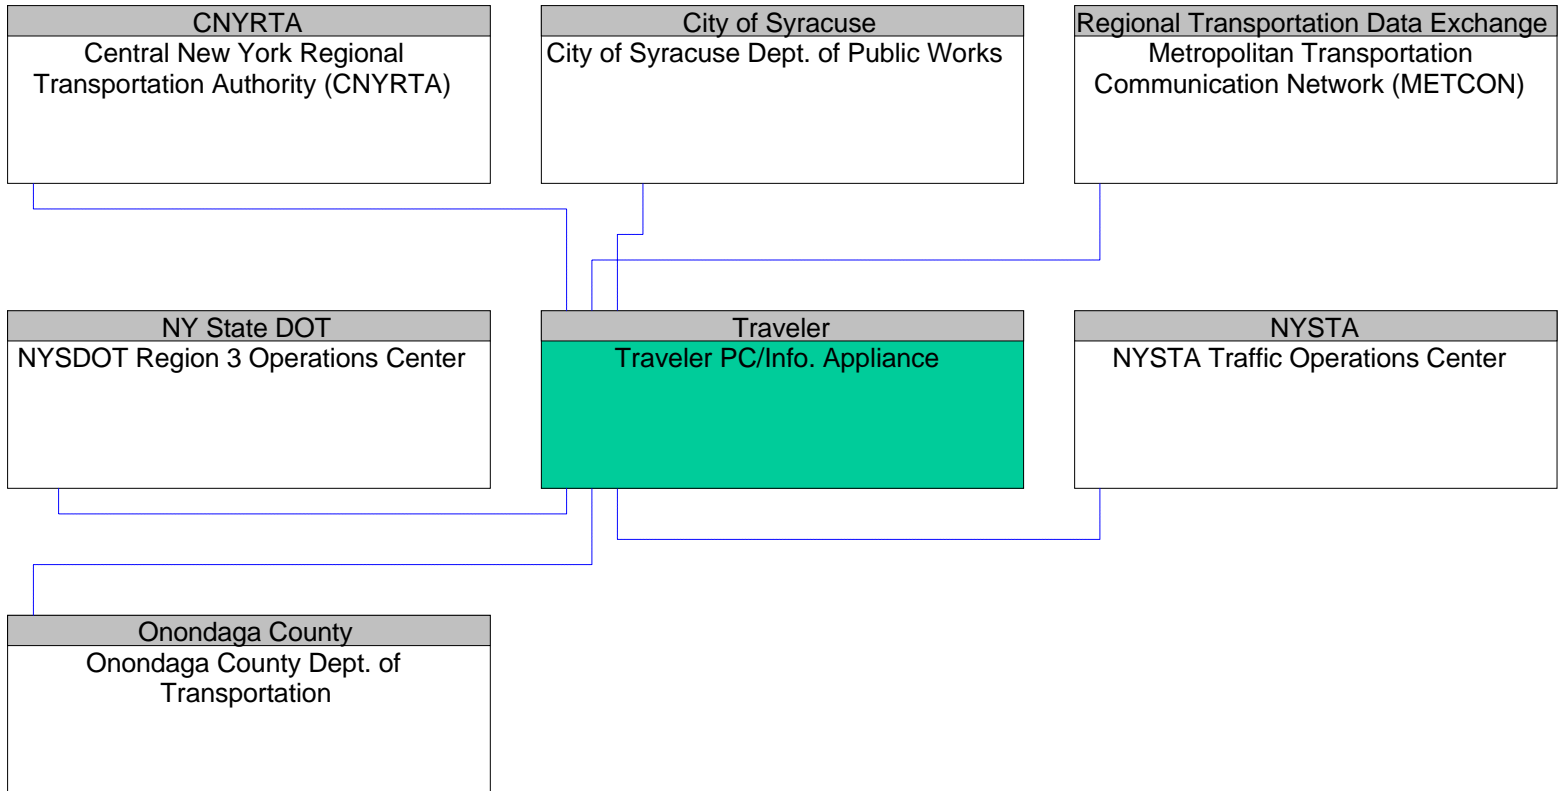 CNYRTA
Central New York Regional
Transportation Authority (CNYRTA)
City of Syracuse
City of Syracuse Dept. of Public Works
Regional Transportation Data Exchange
Metropolitan Transportation
Communication Network (METCON)
NY State DOT
NYSDOT Region 3 Operations Center
Traveler
Traveler PC/Info. Appliance
NYSTA
NYSTA Traffic Operations Center
Onondaga County
Onondaga County Dept. of
Transportation